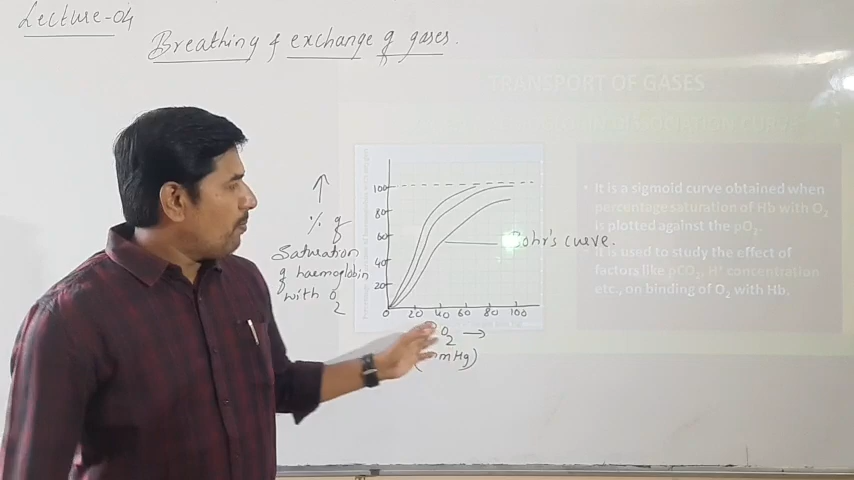 Lecture-04
Breathing & exchange of gases.
TRANSPORT OF GASES
100
80
60
40
20
0 20 40 60 80 100
% of
Saturation
of haemoglobin
with O2
O2 →
(mmHg)
Bohr's curve.
• It is a sigmoid curve obtained when
percentage saturation of Hb with O2
is plotted against the pO2.
It is used to study the effect of
factors like pCO2, H+ concentration
etc., on binding of O2 with Hb.